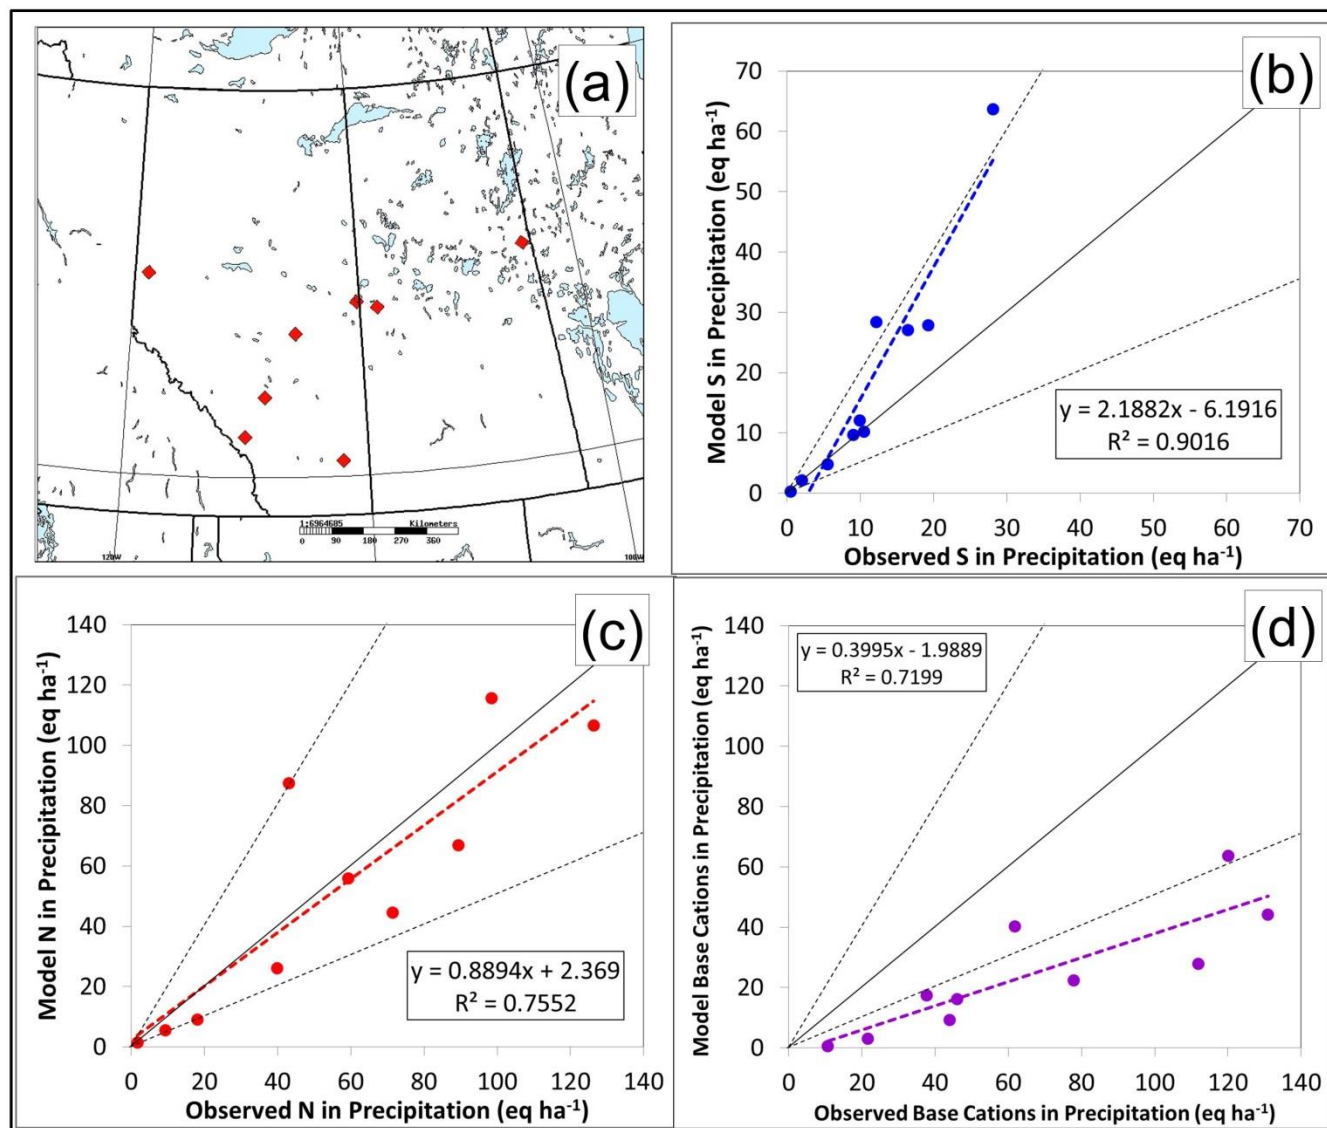 (a)
1:6964685 Kilometers
0 90 180 270 360
120W
100W
(b)
Model S in Precipitation (eq ha⁻¹)
70
60
50
40
30
20
10
0
y = 2.1882x - 6.1916
R² = 0.9016
0 10 20 30 40 50 60 70
Observed S in Precipitation (eq ha⁻¹)
(c)
Model N in Precipitation (eq ha⁻¹)
140
120
100
80
60
40
20
0
y = 0.8894x + 2.369
R² = 0.7552
0 20 40 60 80 100 120 140
Observed N in Precipitation (eq ha⁻¹)
(d)
Model Base Cations in Precipitation (eq ha⁻¹)
140
120
100
80
60
40
20
0
y = 0.3995x - 1.9889
R² = 0.7199
0 20 40 60 80 100 120 140
Observed Base Cations in Precipitation (eq ha⁻¹)